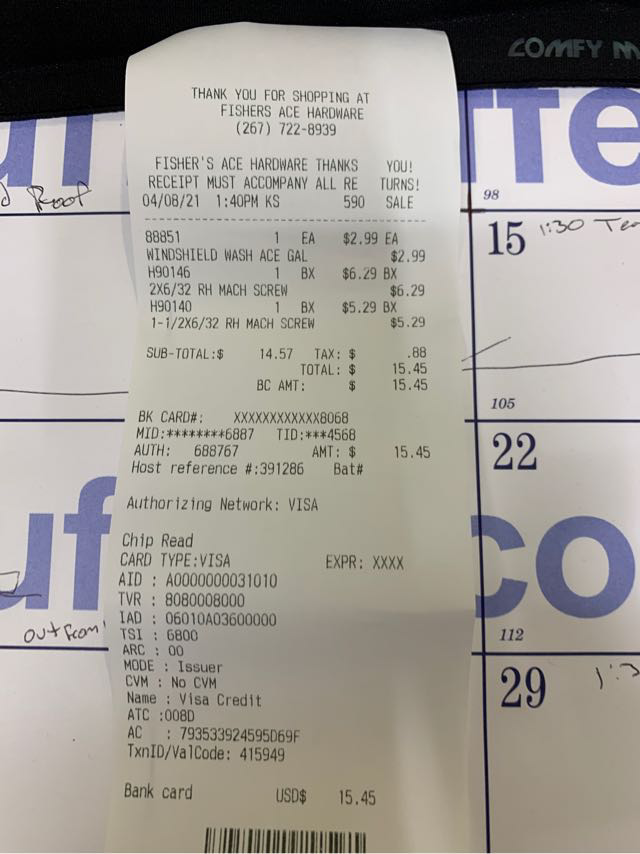 COMFY
THANK YOU FOR SHOPPING AT
FISHERS ACE HARDWARE
(267) 722-8939
FISHER'S ACE HARDWARE THANKS YOU!
RECEIPT MUST ACCOMPANY ALL RE TURNS!
04/08/21 1:40PM KS 590 SALE
88851 1 EA $2.99 EA
WINDSHIELD WASH ACE GAL $2.99
H90146 1 BX $6.29 BX
2X6/32 RH MACH SCREW $6.29
H90140 1 BX $5.29 BX
1-1/2X6/32 RH MACH SCREW $5.29
SUB-TOTAL:$ 14.57 TAX: $ .88
TOTAL: $ 15.45
BC AMT: $ 15.45
BK CARD#: XXXXXXXXXXXX8068
MID:********6887 TID:***4568
AUTH: 688767 AMT: $ 15.45
Host reference #:391286 Bat#
Authorizing Network: VISA
Chip Read
CARD TYPE:VISA EXPR: XXXX
AID : A0000000031010
TVR : 8080008000
IAD : 06010A03600000
TSI : 6800
ARC : 00
MODE : Issuer
CVM : No CVM
Name : Visa Credit
ATC :008D
AC : 793533924595D69F
TxnID/ValCode: 415949
Bank card USD$ 15.45
Roof
out from
98
15 1:30
105
22
co
112
29